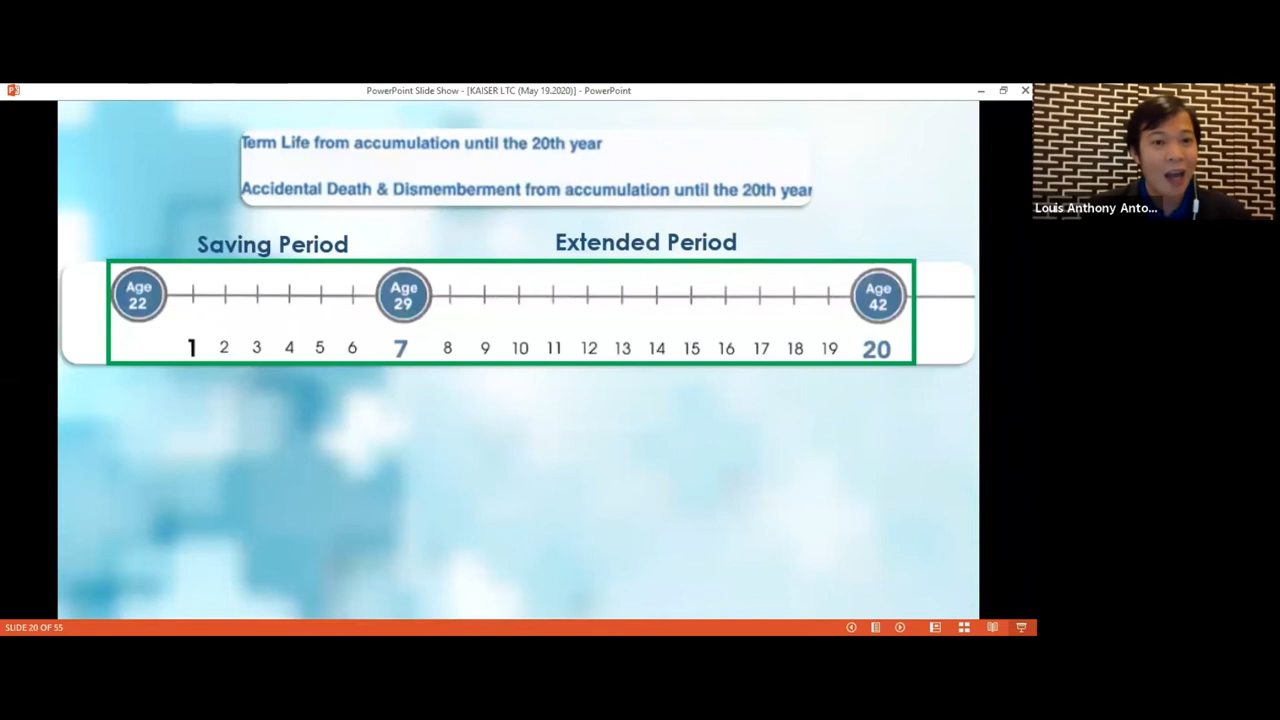 PowerPoint Slide Show - [KAISER LTC (May 19.2020)] - PowerPoint
Term Life from accumulation until the 20th year
Accidental Death & Dismemberment from accumulation until the 20th year
Saving Period
Extended Period
Age 22
Age 29
Age 42
1 2 3 4 5 6 7 8 9 10 11 12 13 14 15 16 17 18 19 20
Louis Anthony Anto...
SLIDE 20 OF 55